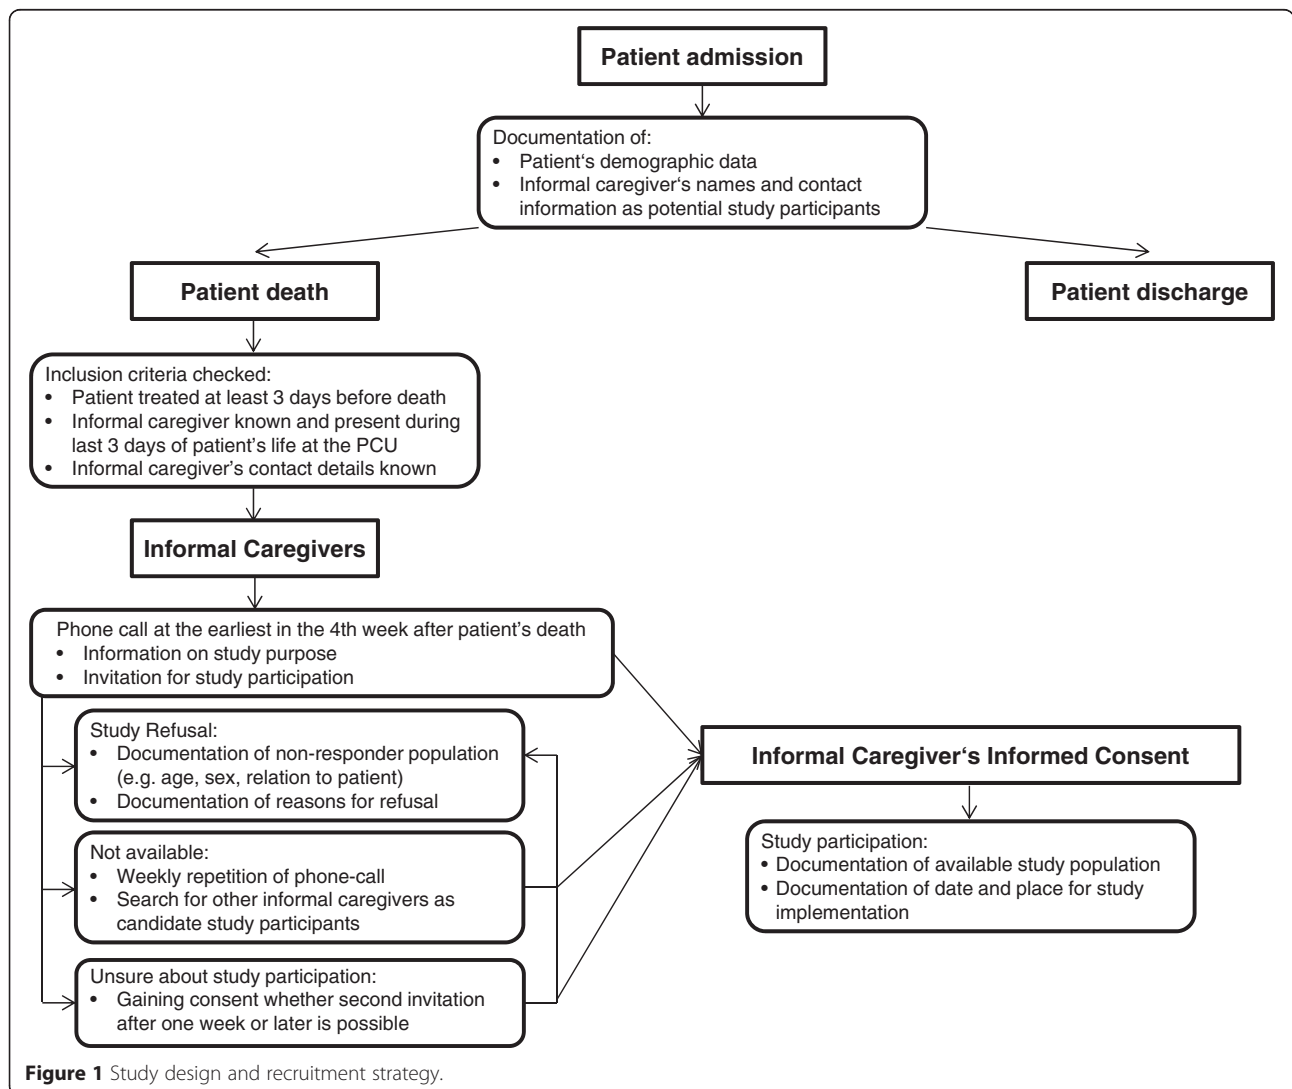 Patient admission
Documentation of:
• Patient‘s demographic data
• Informal caregiver's names and contact
information as potential study participants
Patient death
Patient discharge
Inclusion criteria checked:
• Patient treated at least 3 days before death
• Informal caregiver known and present during
last 3 days of patient’s life at the PCU
• Informal caregiver’s contact details known
Informal Caregivers
Phone call at the earliest in the 4th week after patient’s death
• Information on study purpose
• Invitation for study participation
Study Refusal:
• Documentation of non-responder population
(e.g. age, sex, relation to patient)
• Documentation of reasons for refusal
Not available:
• Weekly repetition of phone-call
• Search for other informal caregivers as
candidate study participants
Unsure about study participation:
• Gaining consent whether second invitation
after one week or later is possible
Informal Caregiver‘s Informed Consent
Study participation:
• Documentation of available study population
• Documentation of date and place for study
implementation
Figure 1 Study design and recruitment strategy.